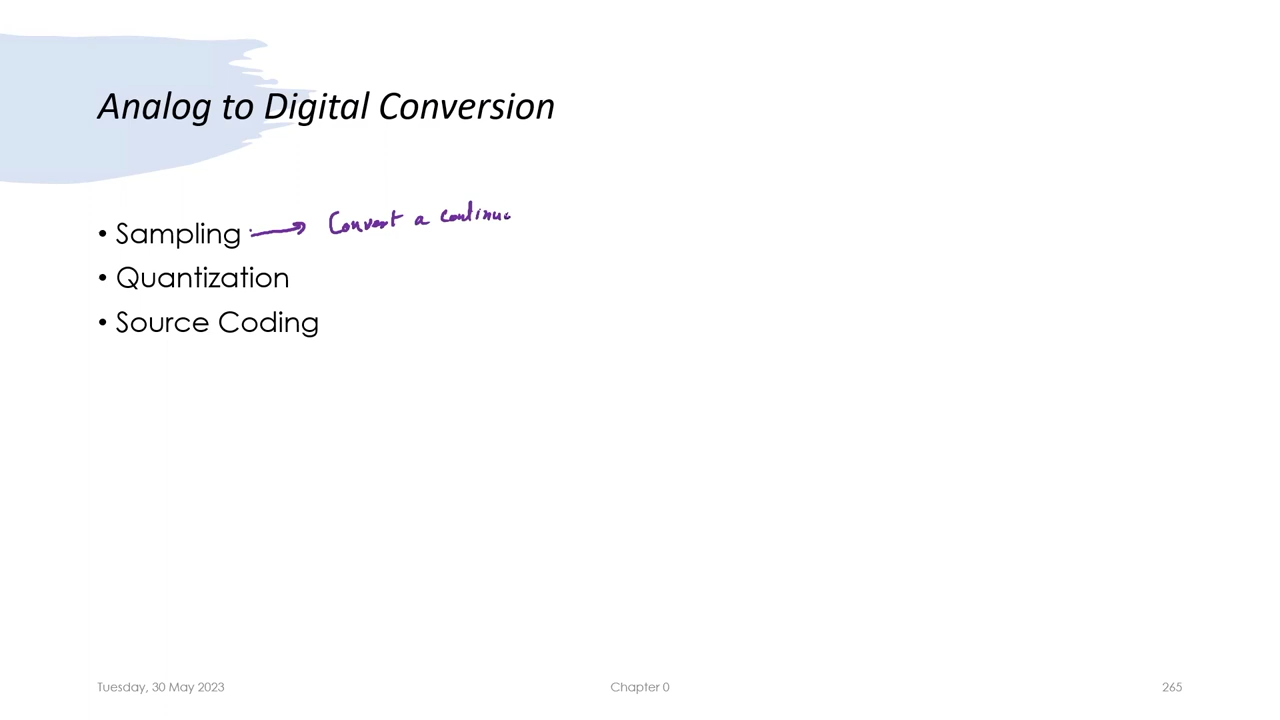 Analog to Digital Conversion
• Sampling → Convert a continuo
• Quantization
• Source Coding
Tuesday, 30 May 2023 Chapter 0 265